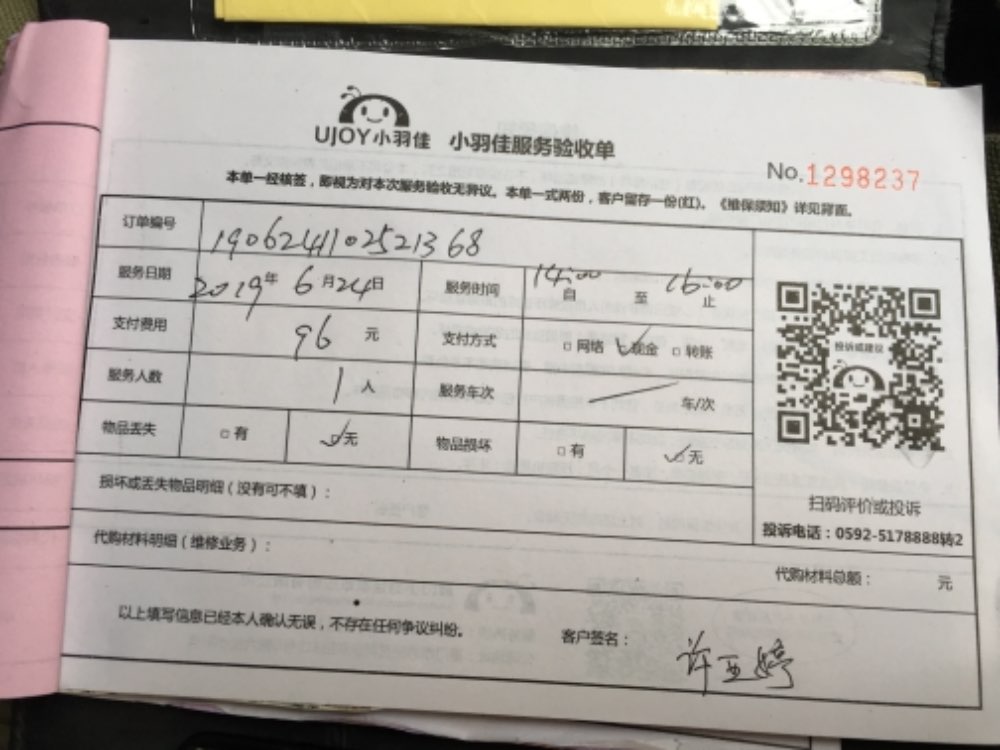 UJOY小羽佳 小羽佳服务验收单
No.1298237
本单一经核签，即视为对本次服务验收无异议。本单一式两份，客户留存一份(红)。《维保须知》详见背面。
订单编号 19062411025213 68
服务日期 2019年 6月24日 服务时间 14:00 自 至 16:00 止
支付费用 96 元 支付方式 □网络 ✓现金 □转账
服务人数 1人 服务车次 — 车/次
物品丢失 □有 ✓无 物品损坏 □有 ✓无
投诉或建议
损坏或丢失物品明细（没有可不填）：
扫码评价或投诉
投诉电话：0592-5178888转2
代购材料明细（维修业务）：
代购材料总额： 元
以上填写信息已经本人确认无误，不存在任何争议纠纷。
客户签名： 许亚婷